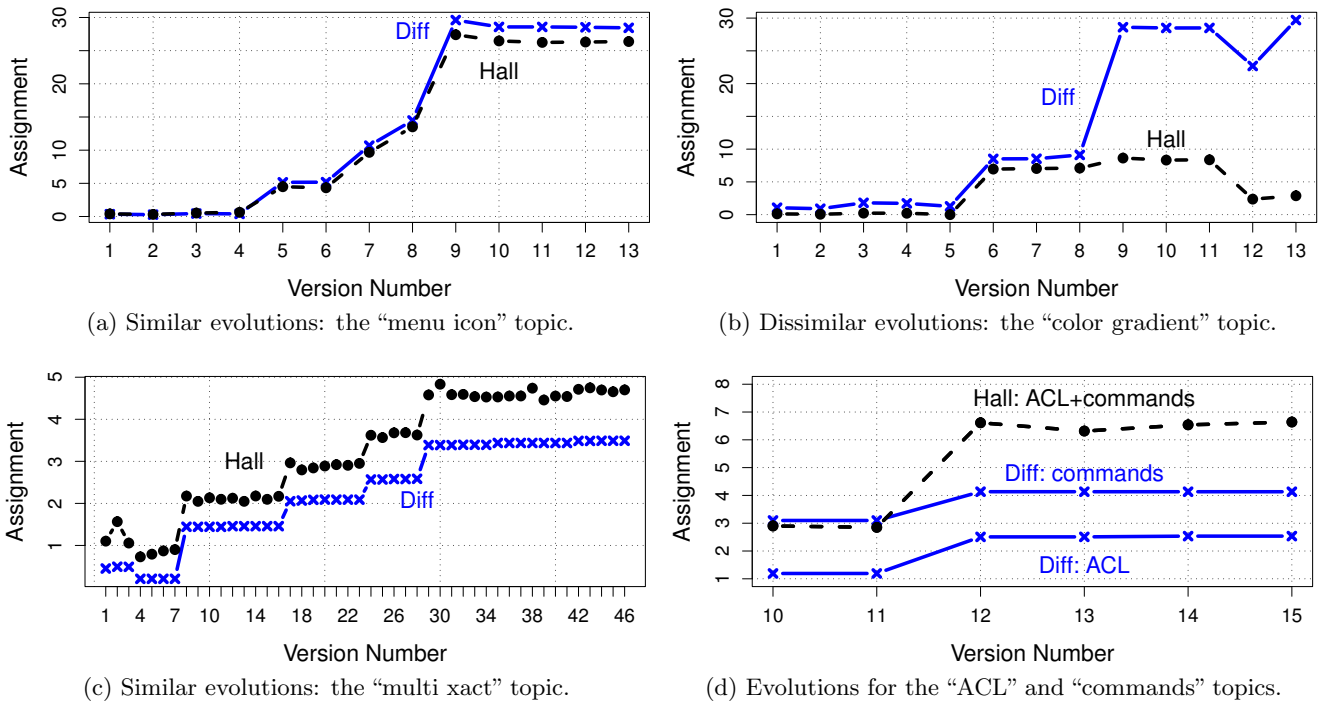 30
20
10
5
0
Assignment
Diff
Hall
1 2 3 4 5 6 7 8 9 10 11 12 13
Version Number
(a) Similar evolutions: the “menu icon” topic.
30
20
10
5
0
Assignment
Diff
Hall
1 2 3 4 5 6 7 8 9 10 11 12 13
Version Number
(b) Dissimilar evolutions: the “color gradient” topic.
5
4
3
2
1
Assignment
Hall
Diff
1 4 7 10 14 18 22 26 30 34 38 42 46
Version Number
(c) Similar evolutions: the “multi xact” topic.
8
7
6
5
4
3
2
1
Assignment
Hall: ACL+commands
Diff: commands
Diff: ACL
10 11 12 13 14 15
Version Number
(d) Evolutions for the “ACL” and “commands” topics.